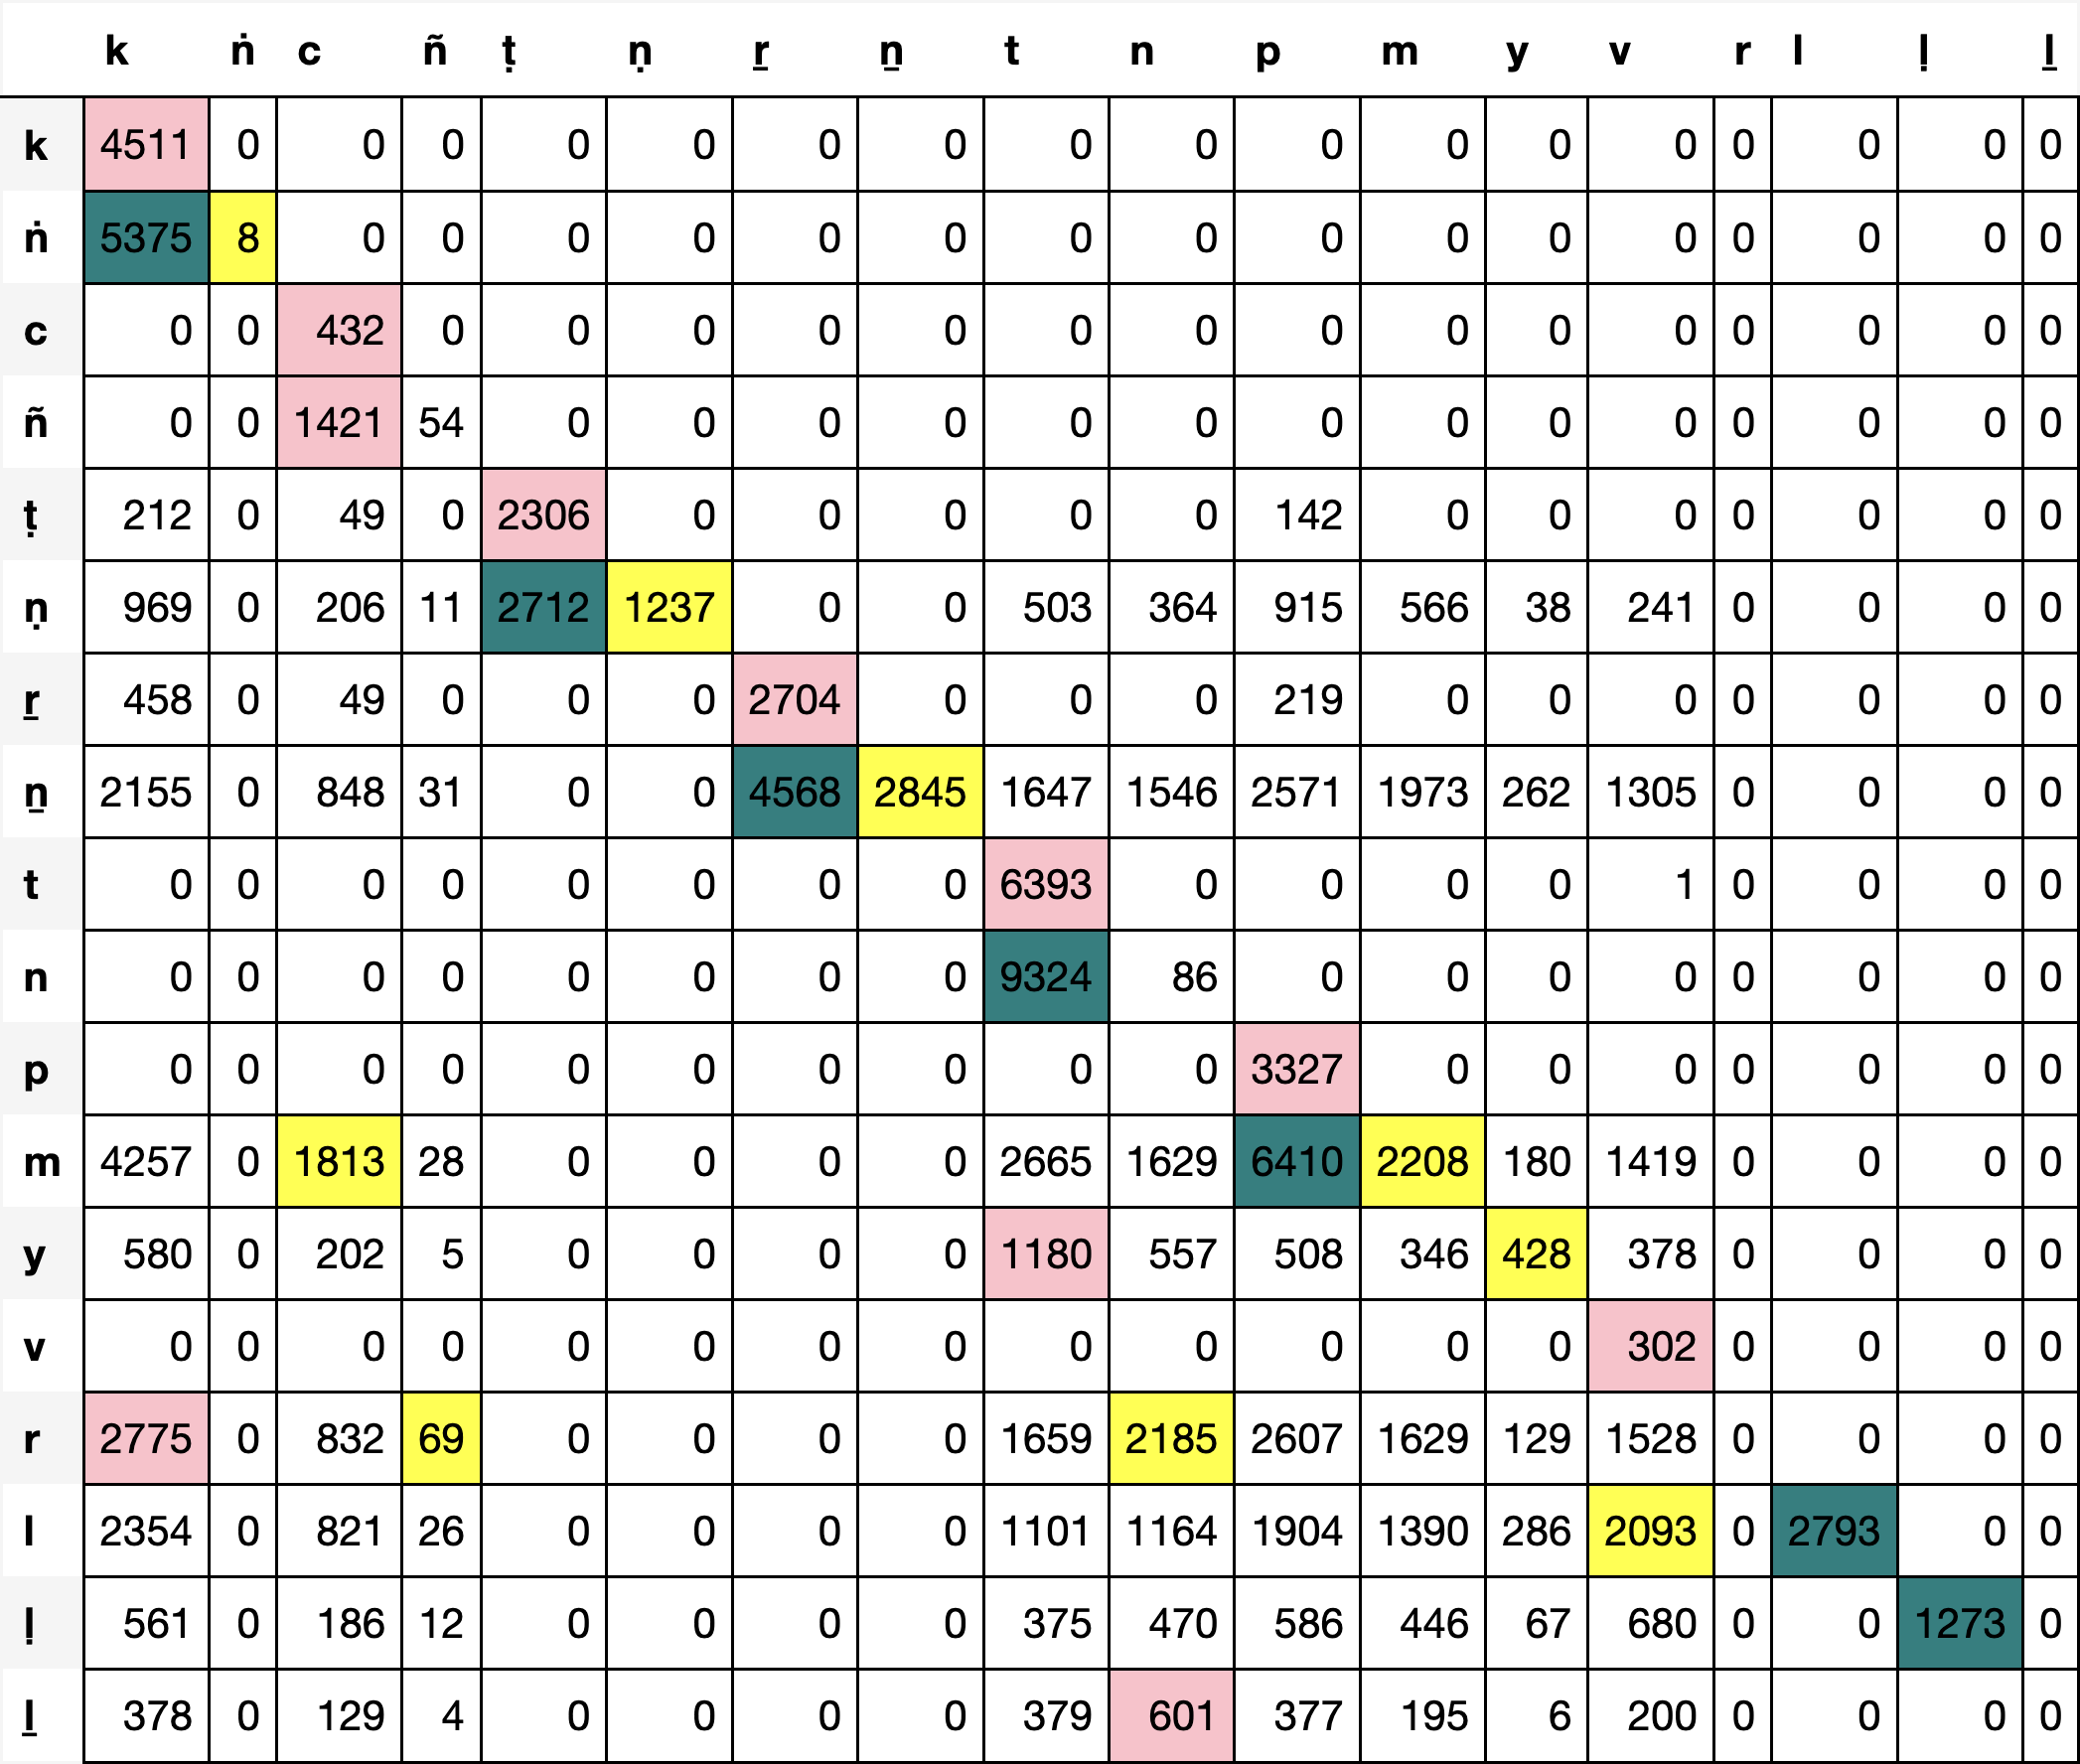 k ṅ c ñ ṭ ṇ ṟ ṉ t n p m y v r l ḷ ḻ
k 4511 0 0 0 0 0 0 0 0 0 0 0 0 0 0 0 0 0
ṅ 5375 8 0 0 0 0 0 0 0 0 0 0 0 0 0 0 0 0
c 0 0 432 0 0 0 0 0 0 0 0 0 0 0 0 0 0 0
ñ 0 0 1421 54 0 0 0 0 0 0 0 0 0 0 0 0 0 0
ṭ 212 0 49 0 2306 0 0 0 0 0 142 0 0 0 0 0 0 0
ṇ 969 0 206 11 2712 1237 0 0 503 364 915 566 38 241 0 0 0 0
ṟ 458 0 49 0 0 0 2704 0 0 0 219 0 0 0 0 0 0 0
ṉ 2155 0 848 31 0 0 4568 2845 1647 1546 2571 1973 262 1305 0 0 0 0
t 0 0 0 0 0 0 0 0 6393 0 0 0 0 1 0 0 0 0
n 0 0 0 0 0 0 0 0 9324 86 0 0 0 0 0 0 0 0
p 0 0 0 0 0 0 0 0 0 0 3327 0 0 0 0 0 0 0
m 4257 0 1813 28 0 0 0 0 2665 1629 6410 2208 180 1419 0 0 0 0
y 580 0 202 5 0 0 0 0 1180 557 508 346 428 378 0 0 0 0
v 0 0 0 0 0 0 0 0 0 0 0 0 0 302 0 0 0 0
r 2775 0 832 69 0 0 0 0 1659 2185 2607 1629 129 1528 0 0 0 0
l 2354 0 821 26 0 0 0 0 1101 1164 1904 1390 286 2093 0 2793 0 0
ḷ 561 0 186 12 0 0 0 0 375 470 586 446 67 680 0 0 1273 0
ḻ 378 0 129 4 0 0 0 0 379 601 377 195 6 200 0 0 0 0